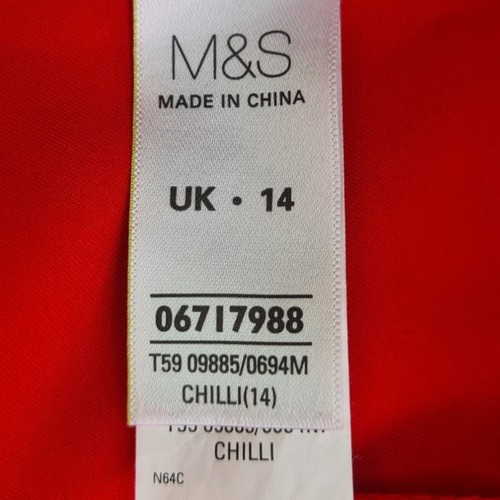 M&S
MADE IN CHINA
UK • 14
06717988
T59 09885/0694M
CHILLI(14)
CHILLI
N64C